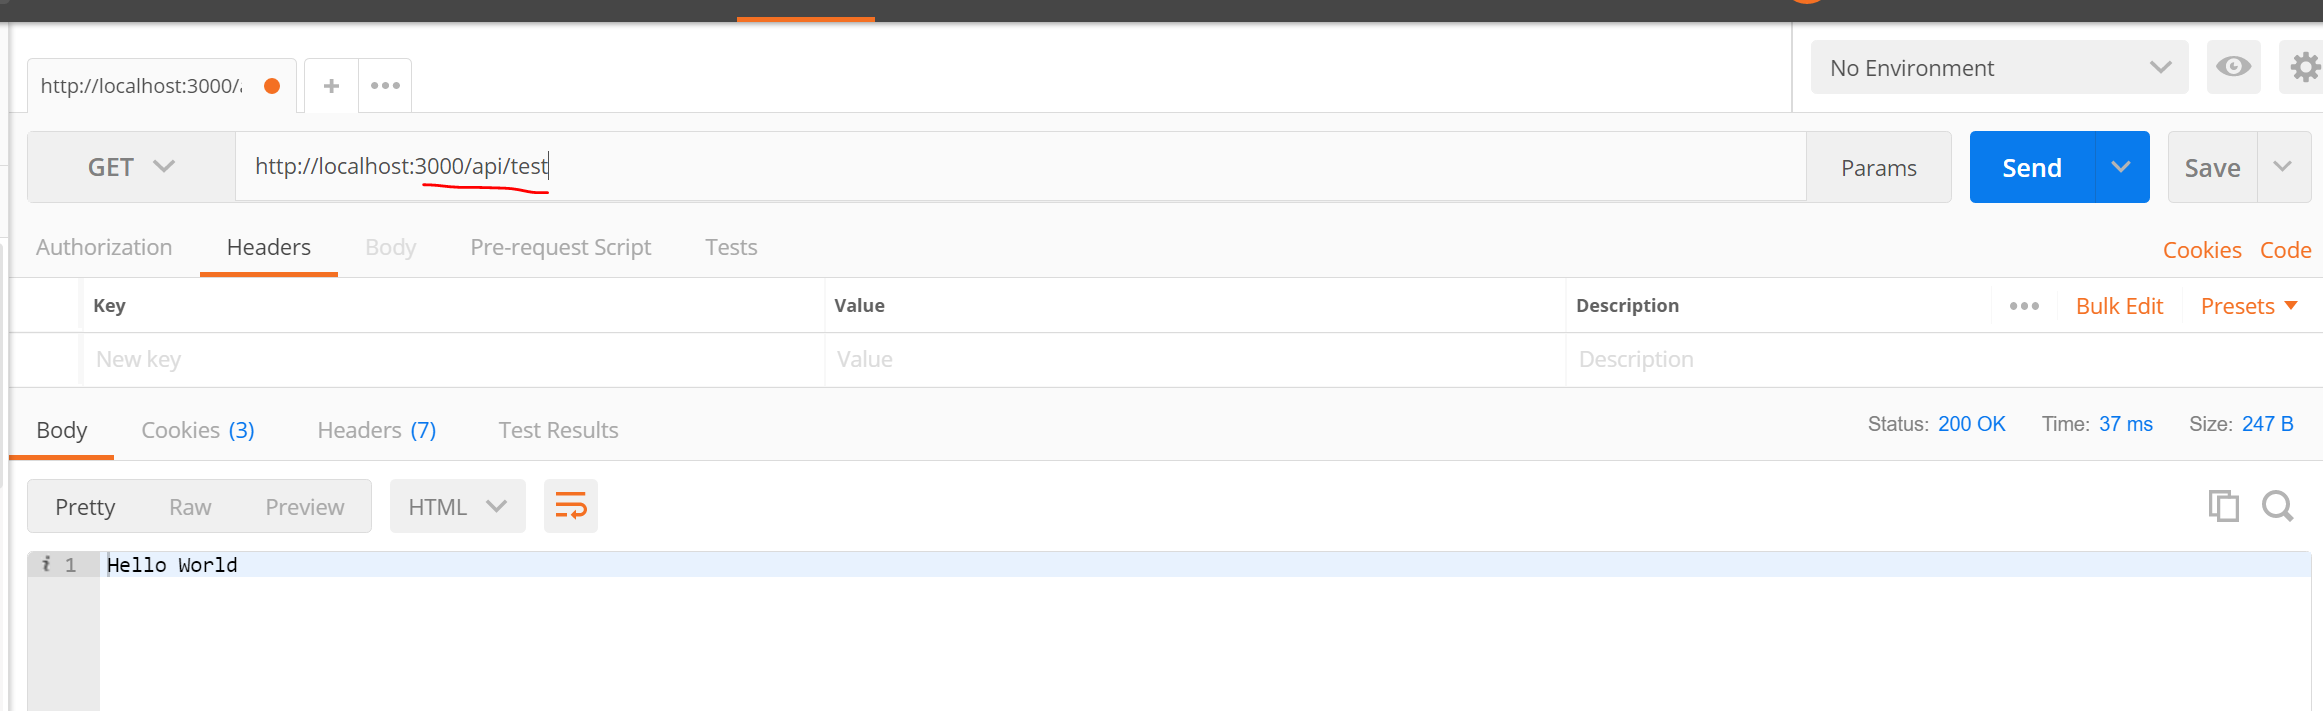 http://localhost:3000/
No Environment
GET http://localhost:3000/api/test Params Send Save
Authorization Headers Body Pre-request Script Tests Cookies Code
Key Value Description Bulk Edit Presets
New key Value Description
Body Cookies (3) Headers (7) Test Results Status: 200 OK Time: 37 ms Size: 247 B
Pretty Raw Preview HTML
i 1 Hello World